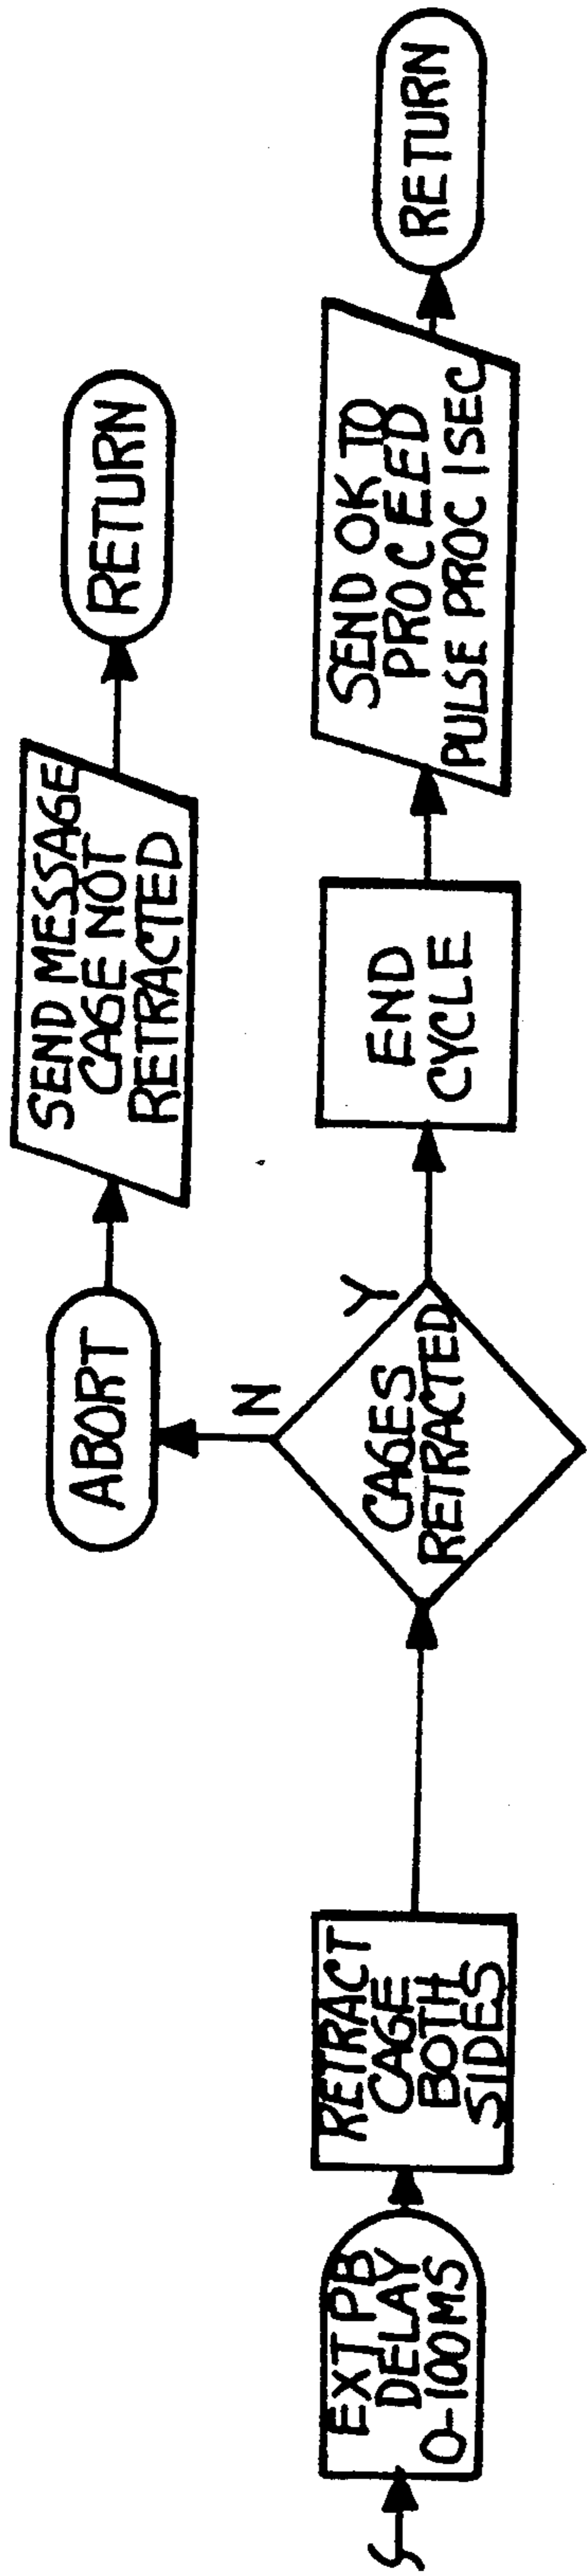 EXT PB
DELAY
0-100MS
RETRACT
CAGE
BOTH
SIDES
CAGES
RETRACTED
N
ABORT
SEND MESSAGE
CAGE NOT
RETRACTED
RETURN
Y
END
CYCLE
SEND OK TO
PROCEED
PULSE PROC 1SEC
RETURN